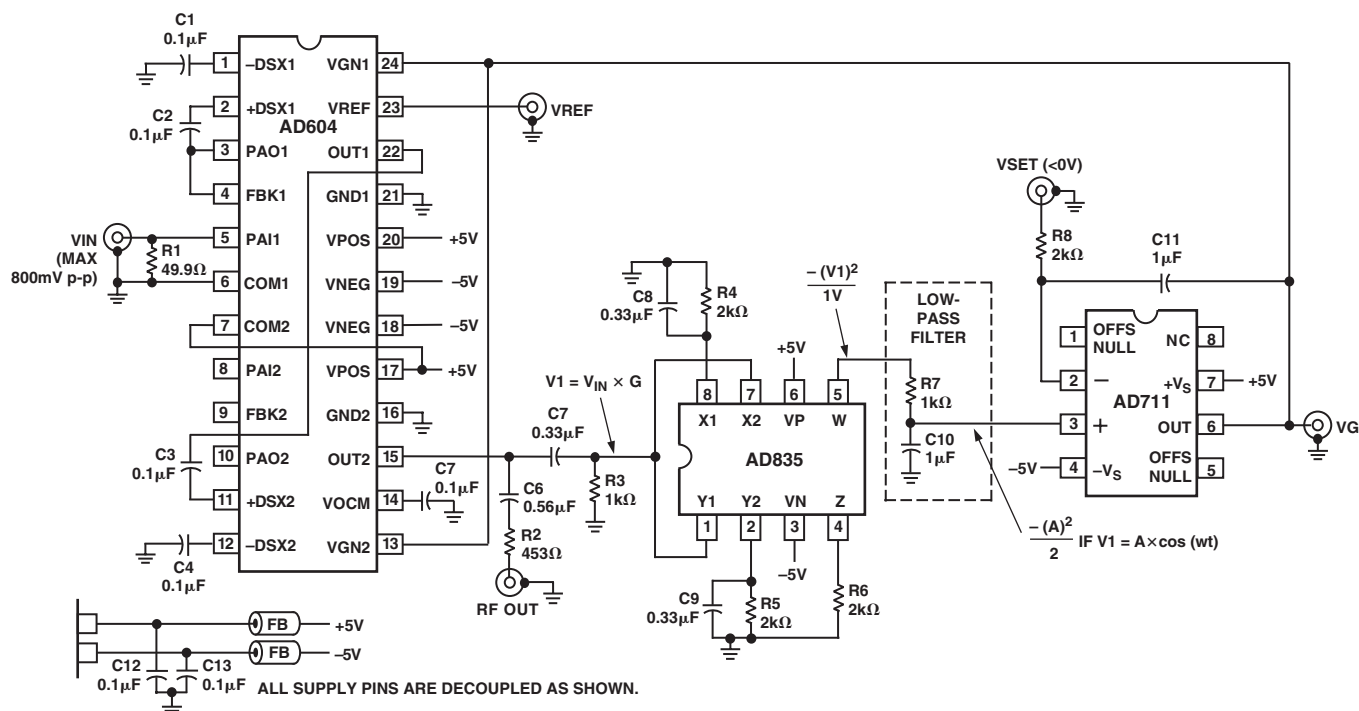 C1
0.1µF
1 –DSX1 VGN1 24
2 +DSX1 VREF 23
VREF
C2
0.1µF
AD604
3 PAO1 OUT1 22
4 FBK1 GND1 21
VIN
(MAX
800mV p-p)
R1
49.9Ω
5 PAI1 VPOS 20 +5V
6 COM1 VNEG 19 –5V
7 COM2 VNEG 18 –5V
8 PAI2 VPOS 17 +5V
9 FBK2 GND2 16
C3
0.1µF
10 PAO2 OUT2 15
11 +DSX2 VOCM 14
C7
0.1µF
12 –DSX2 VGN2 13
C4
0.1µF
C6
0.56µF
R2
453Ω
RF OUT
V1 = VIN × G
C7
0.33µF
R3
1kΩ
C8
0.33µF
R4
2kΩ
+5V
–(V1)²
1V
8 7 6 5
X1 X2 VP W
AD835
Y1 Y2 VN Z
1 2 3 4
–5V
C9
0.33µF
R5
2kΩ
R6
2kΩ
LOW-
PASS
FILTER
R7
1kΩ
C10
1µF
–(A)²
2
IF V1 = A×cos (wt)
VSET (<0V)
R8
2kΩ
C11
1µF
1 OFFS
NULL
NC 8
2 –
+VS 7 +5V
AD711
3 +
OUT 6
VG
–5V 4 –VS
OFFS
NULL 5
FB +5V
FB –5V
C12
0.1µF
C13
0.1µF
ALL SUPPLY PINS ARE DECOUPLED AS SHOWN.